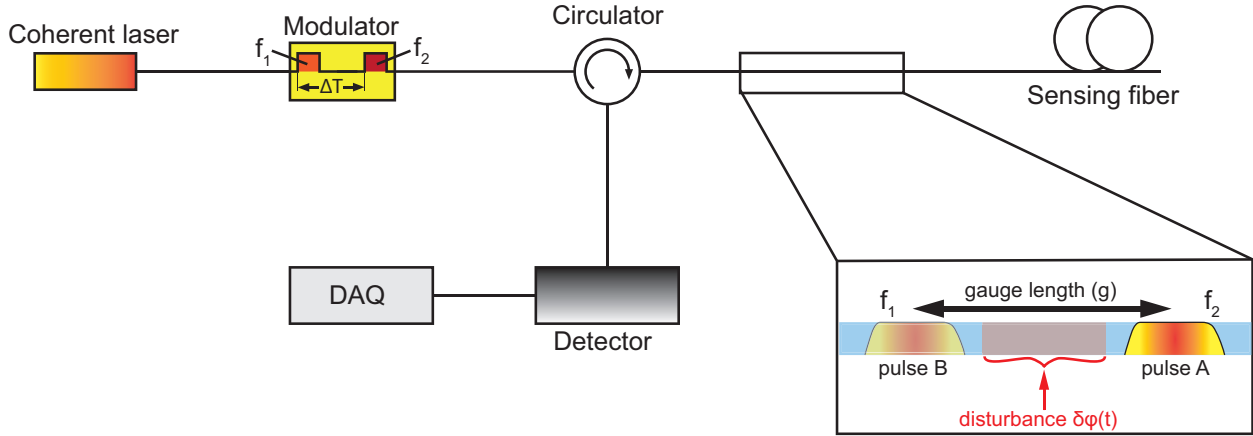 Coherent laser
Modulator
f1
f2
ΔT
Circulator
Sensing fiber
DAQ
Detector
f1
gauge length (g)
f2
pulse B
pulse A
disturbance δφ(t)